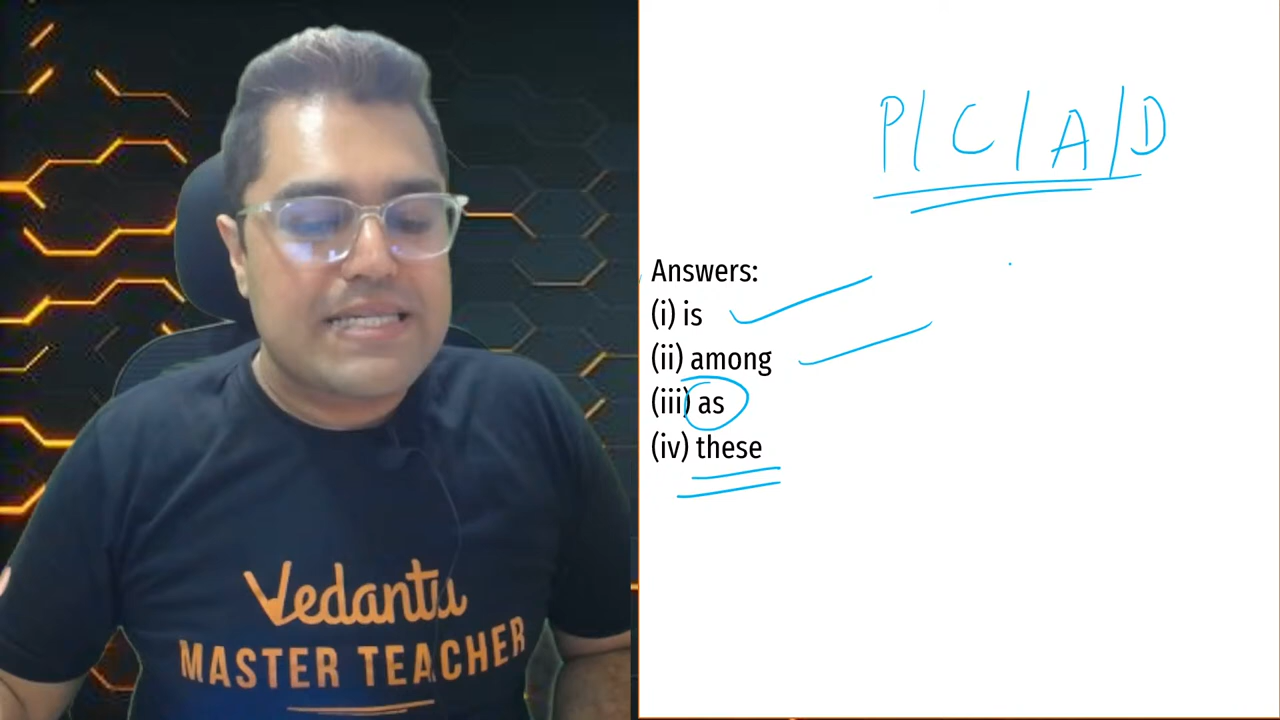 P/C/A/D
Answers:
(i) is
(ii) among
(iii) as
(iv) these
Vedantu
MASTER TEACHER